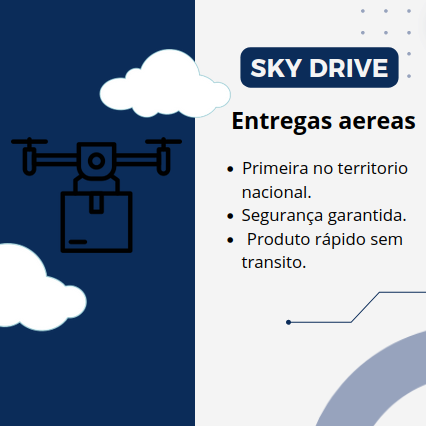 SKY DRIVE
Entregas aereas
• Primeira no territorio
nacional.
• Segurança garantida.
• Produto rápido sem
transito.